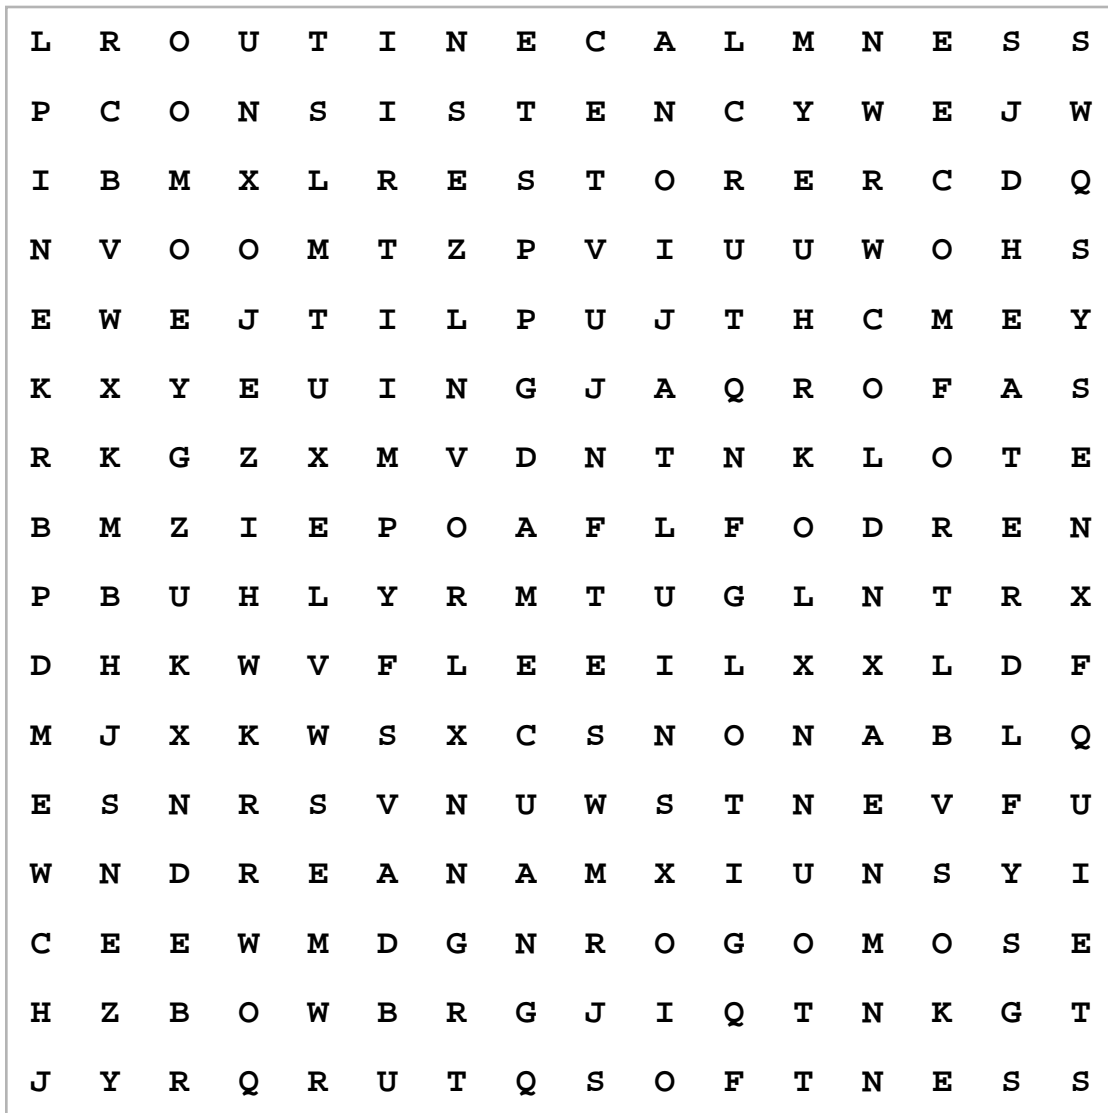 L R O U T I N E C A L M N E S S
P C O N S I S T E N C Y W E J W
I B M X L R E S T O R E R C D Q
N V O O M T Z P V I U U W O H S
E W E J T I L P U J T H C M E Y
K X Y E U I N G J A Q R O F A S
R K G Z X M V D N T N K L O T E
B M Z I E P O A F L F O D R E N
P B U H L Y R M T U G L N T R X
D H K W V F L E E I L X X L D F
M J X K W S X C S N O N A B L Q
E S N R S V N U W S T N E V F U
W N D R E A N A M X I U N S Y I
C E E W M D G N R O G O M O S E
H Z B O W B R G J I Q T N K G T
J Y R Q R U T Q S O F T N E S S